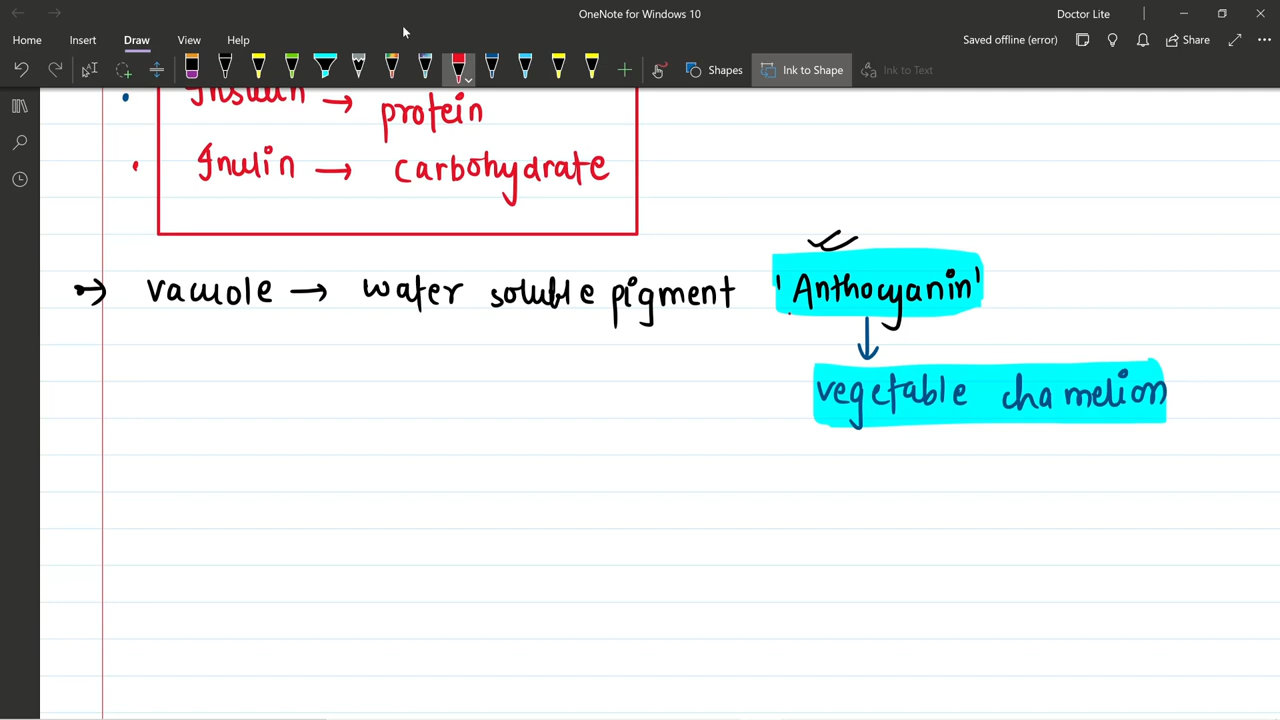 OneNote for Windows 10
Doctor Lite
Home Insert Draw View Help
Saved offline (error)
Share
Shapes
Ink to Shape
Ink to Text
Insulin → protein
Inulin → carbohydrate
vacuole → water soluble pigment 'Anthocyanin'
vegetable chamelion